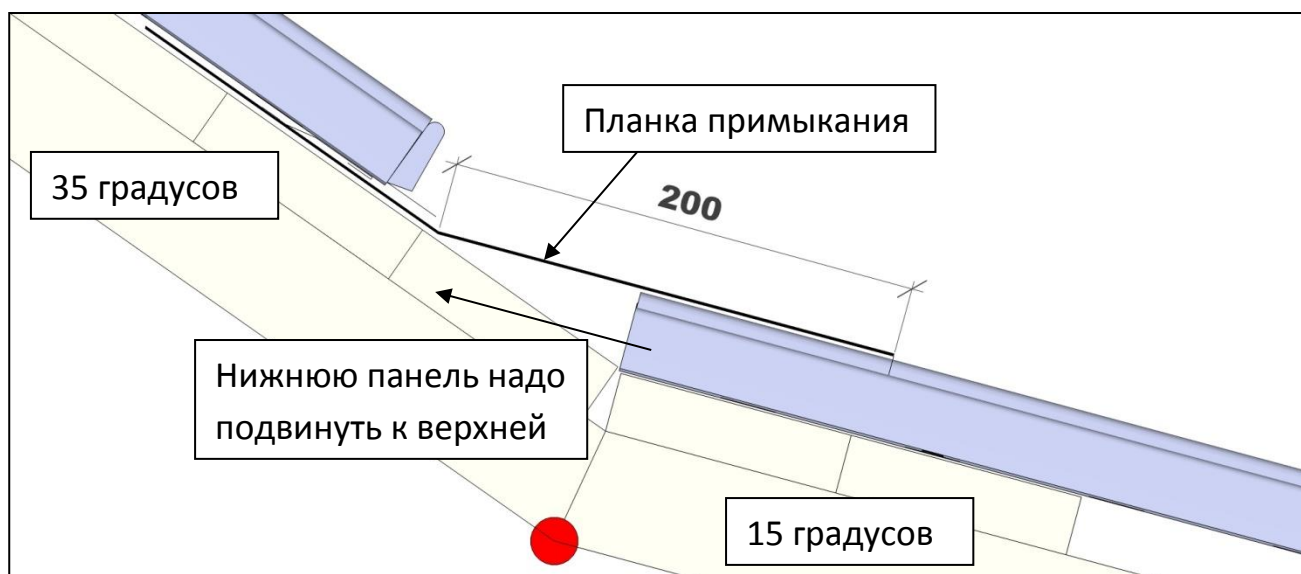 Планка примыкания
35 градусов
200
Нижнюю панель надо
подвинуть к верхней
15 градусов